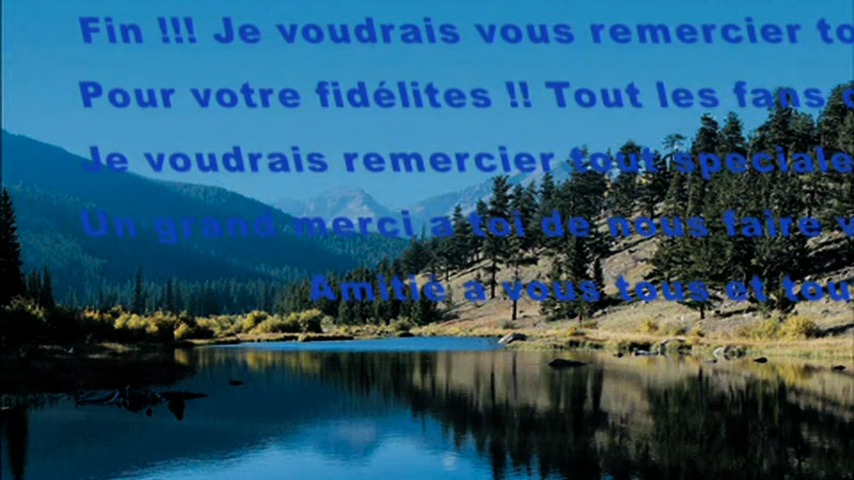 Fin !!! Je voudrais vous remercier to
Pour votre fidélites !! Tout les fans
Je voudrais remercier tout speciale
Un grand merci a toi de nous faire v
Amitié a vous tous et tou